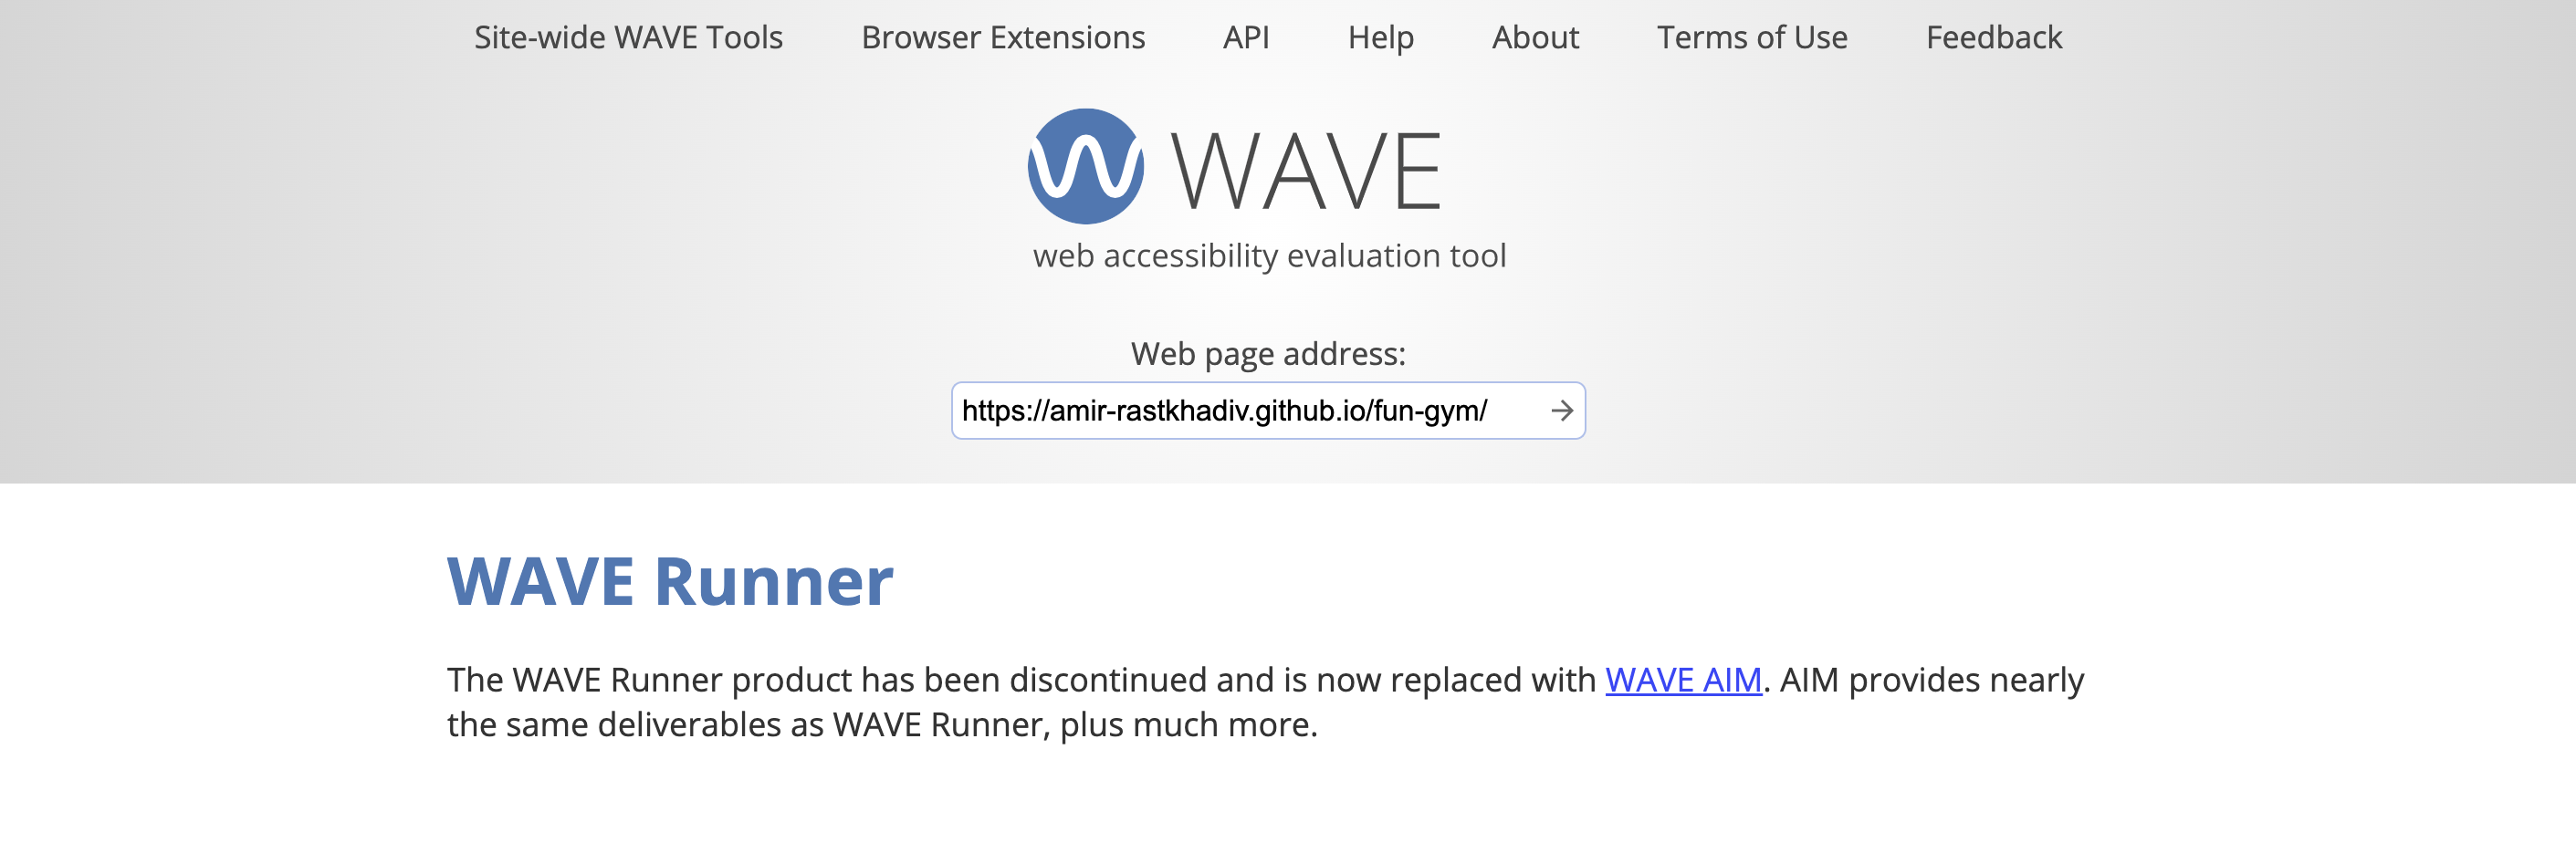 Site-wide WAVE Tools Browser Extensions API Help About Terms of Use Feedback
WAVE
web accessibility evaluation tool
Web page address:
https://amir-rastkhadiv.github.io/fun-gym/
WAVE Runner
The WAVE Runner product has been discontinued and is now replaced with WAVE AIM. AIM provides nearly
the same deliverables as WAVE Runner, plus much more.